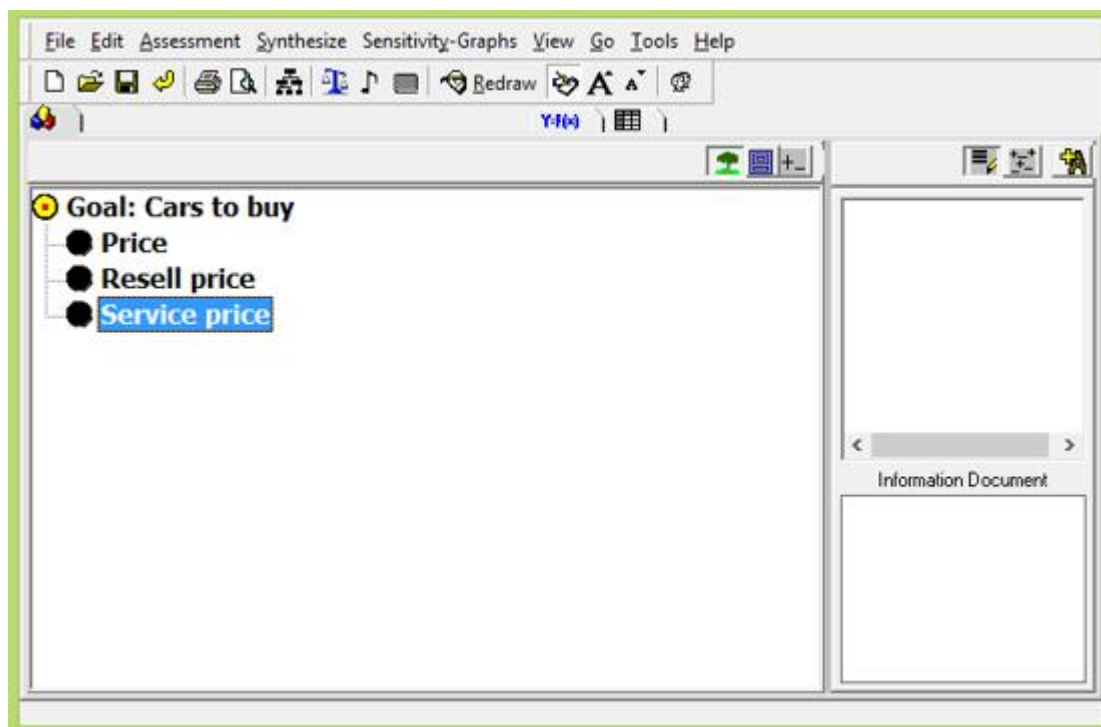 File Edit Assessment Synthesize Sensitivity-Graphs View Go Tools Help
Redraw A A
Y=F(x)
Goal: Cars to buy
Price
Resell price
Service price
Information Document